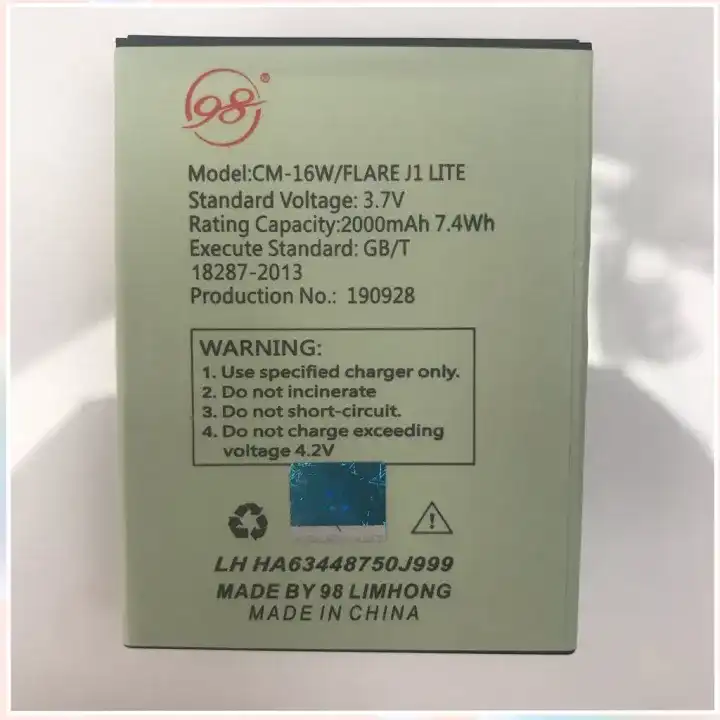 98®
Model:CM-16W/FLARE J1 LITE
Standard Voltage: 3.7V
Rating Capacity:2000mAh 7.4Wh
Execute Standard: GB/T
18287-2013
Production No.: 190928
WARNING:
1. Use specified charger only.
2. Do not incinerate
3. Do not short-circuit.
4. Do not charge exceeding
voltage 4.2V
LH HA63448750J999
MADE BY 98 LIMHONG
MADE IN CHINA